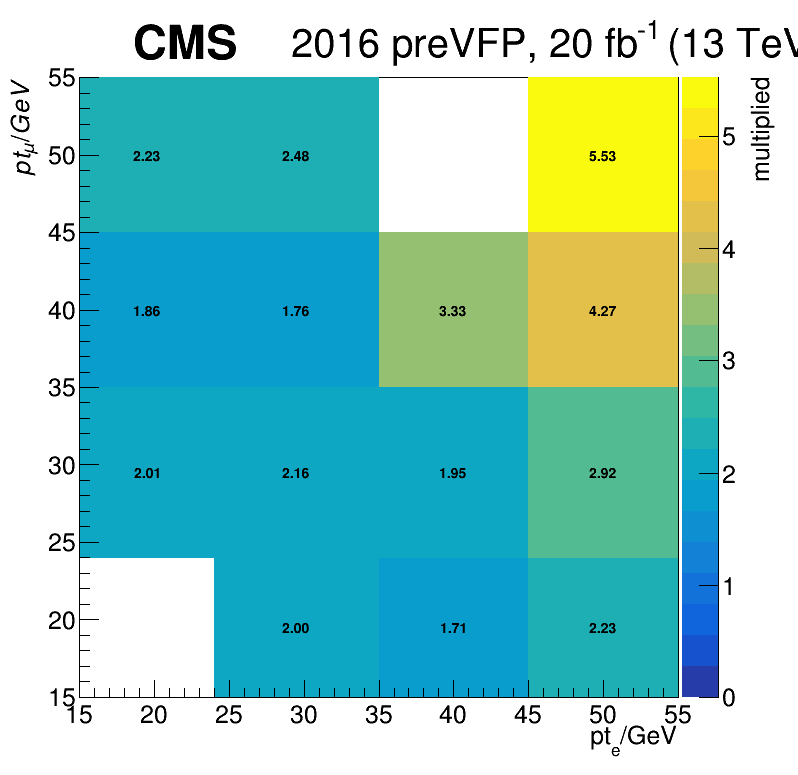 CMS 2016 preVFP, 20 fb-1 (13 TeV
55
50
45
40
35
30
25
20
15
pt_μ/GeV
2.23 2.48 5.53
1.86 1.76 3.33 4.27
2.01 2.16 1.95 2.92
2.00 1.71 2.23
15 20 25 30 35 40 45 50 55
pt_e/GeV
multiplied
5
4
3
2
1
0